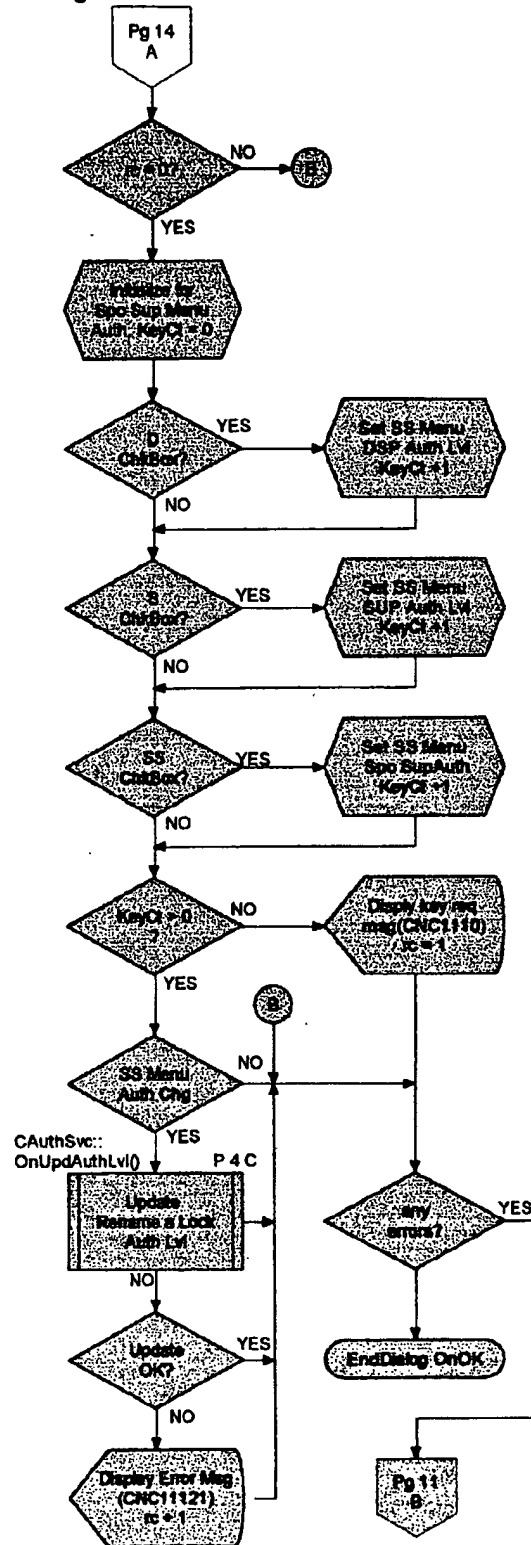 Pg 14
A
rc = 0?
NO
B
YES
Initialize for
Spc Sup Menu
Auth, KeyCt = 0
D
ChkBox?
YES
Set SS Menu
DSP Auth Lvl
KeyCt +1
NO
S
ChkBox?
YES
Set SS Menu
SUP Auth Lvl
KeyCt +1
NO
SS
ChkBox?
YES
Set SS Menu
Spc SupAuth
KeyCt +1
NO
KeyCt > 0
?
NO
Disply key req
msg(CNC1110)
rc = 1
YES
B
SS Menu
Auth Chg
NO
YES
CAuthSvc::
OnUpdAuthLvl()
P 4 C
Update
Rename a Lock
Auth Lvl
NO
any
errors?
YES
Update
OK?
YES
EndDialog OnOK
NO
Display Error Msg
(CNC11121)
rc + 1
Pg 11
B